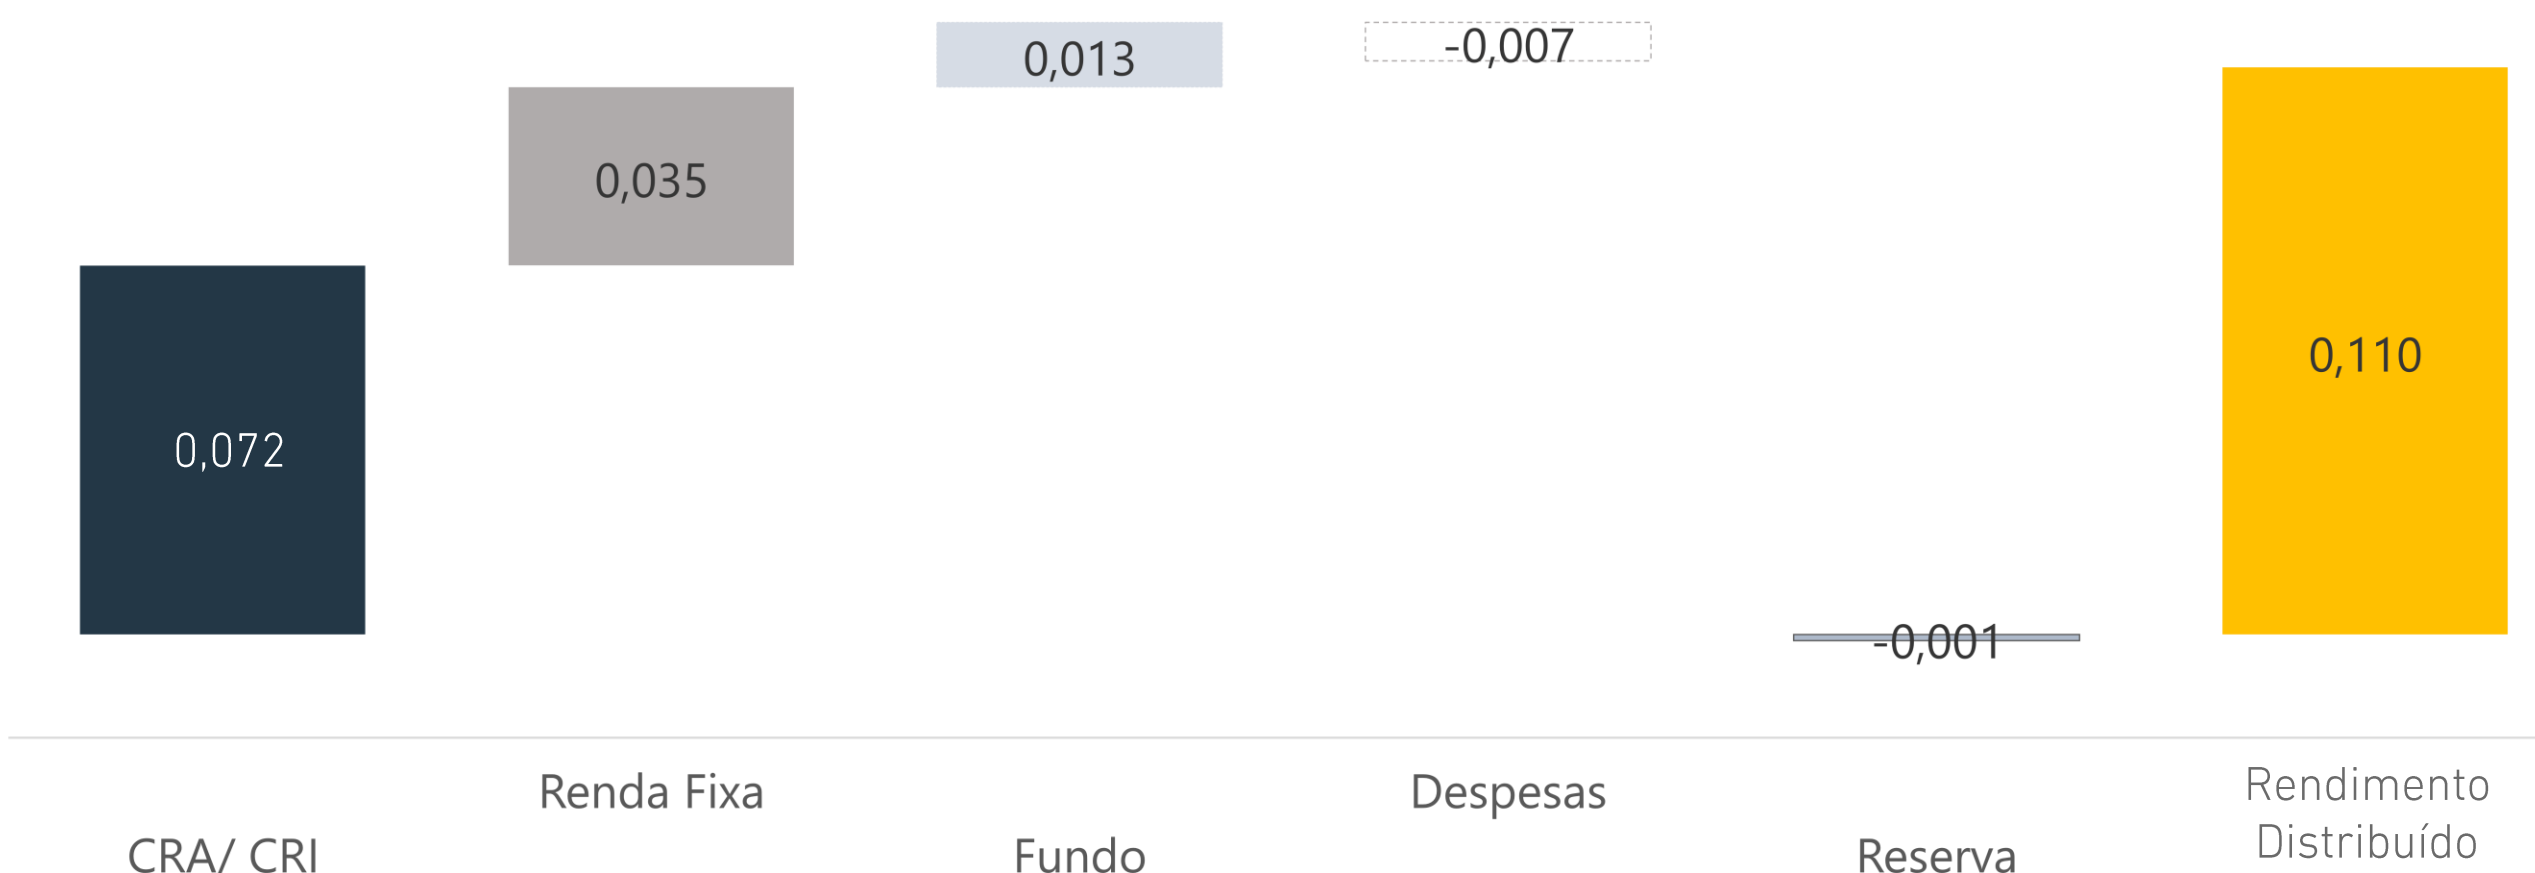 0,013
-0,007
0,035
0,110
0,072
-0,001
Renda Fixa
Despesas
Rendimento
Distribuído
CRA/ CRI
Fundo
Reserva